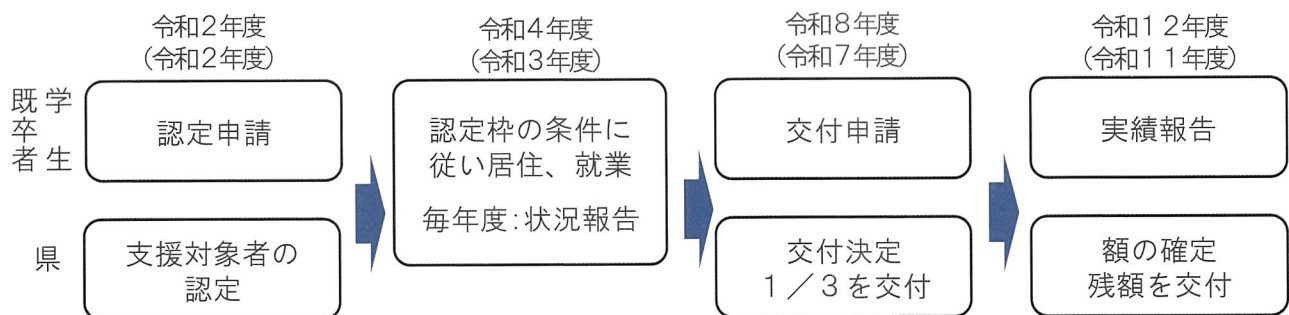 令和２年度
(令和２年度)
令和４年度
(令和３年度)
令和８年度
(令和７年度)
令和１２年度
(令和１１年度)
既卒者
学生
認定申請
認定枠の条件に
従い居住、就業
毎年度：状況報告
交付申請
実績報告
県
支援対象者の
認定
交付決定
１／３を交付
額の確定
残額を交付